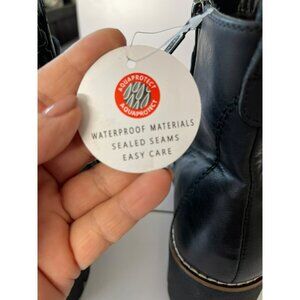 AQUAPROTECT
AQUAPROTECT
WATERPROOF MATERIALS
SEALED SEAMS
EASY CARE